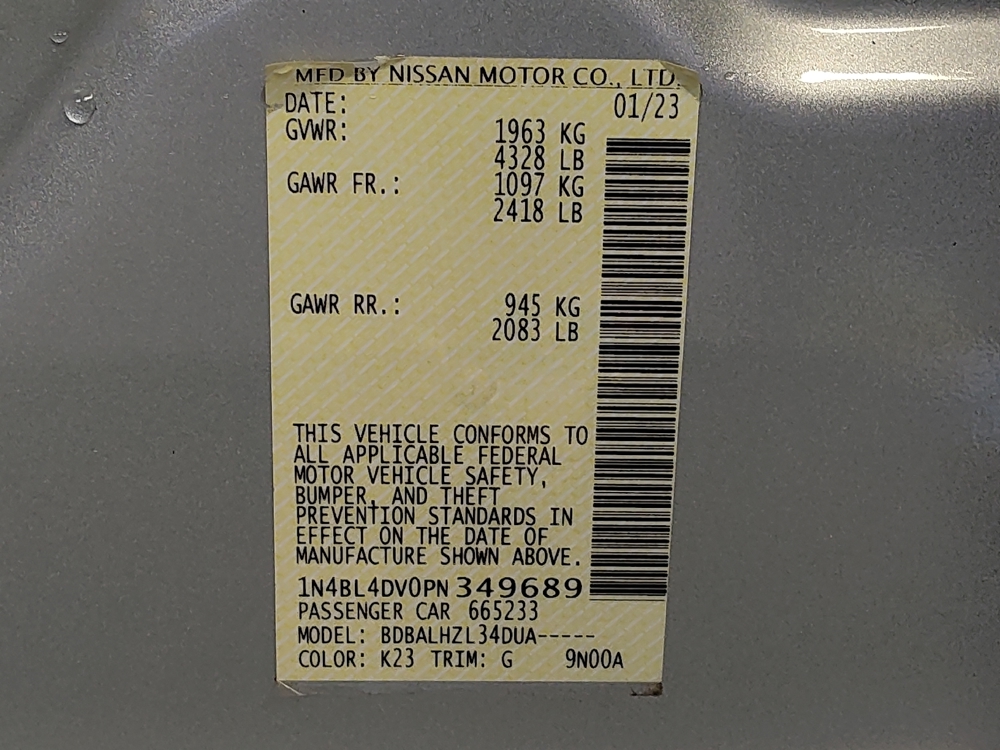 MFD BY NISSAN MOTOR CO., LTD.
DATE: 01/23
GVWR: 1963 KG
4328 LB
GAWR FR.: 1097 KG
2418 LB
GAWR RR.: 945 KG
2083 LB
THIS VEHICLE CONFORMS TO
ALL APPLICABLE FEDERAL
MOTOR VEHICLE SAFETY,
BUMPER, AND THEFT
PREVENTION STANDARDS IN
EFFECT ON THE DATE OF
MANUFACTURE SHOWN ABOVE.
1N4BL4DV0PN349689
PASSENGER CAR 665233
MODEL: BDBALHZL34DUA-----
COLOR: K23 TRIM: G 9N00A